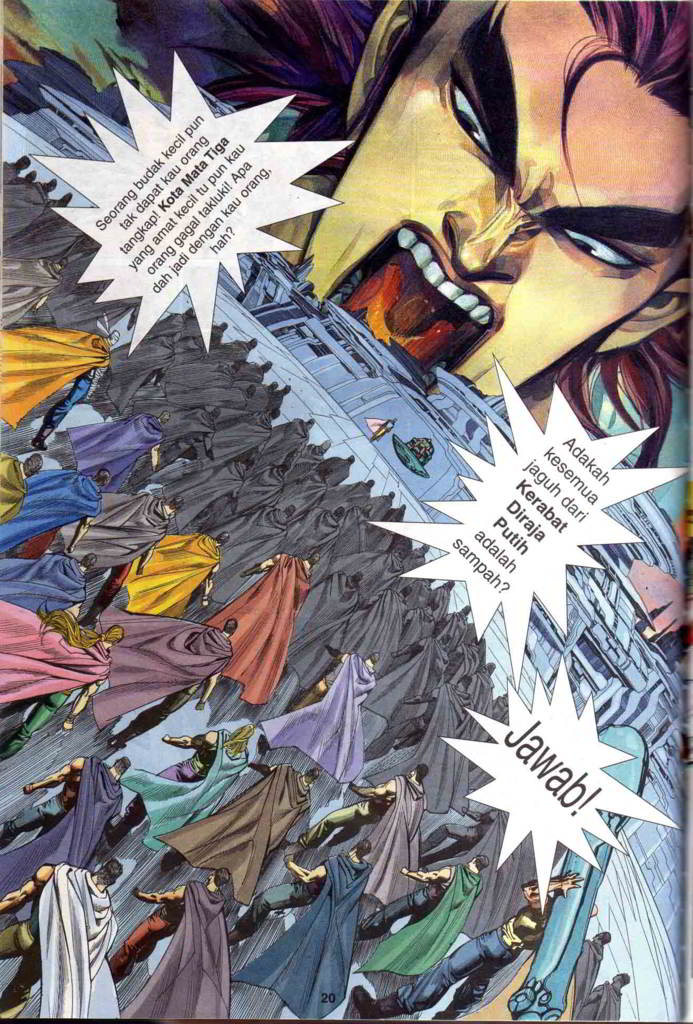 Seorang budak kecil pun
tak dapat kau orang
tangkap! Kota Mata Tiga
yang amat kecil tu pun kau
orang gagal takluki! Apa
dah jadi dengan kau orang,
hah?
Adakah
kesemua
jaguh dari
Kerabat
Diraja
Putih
adalah
sampah?
Jawab!
20